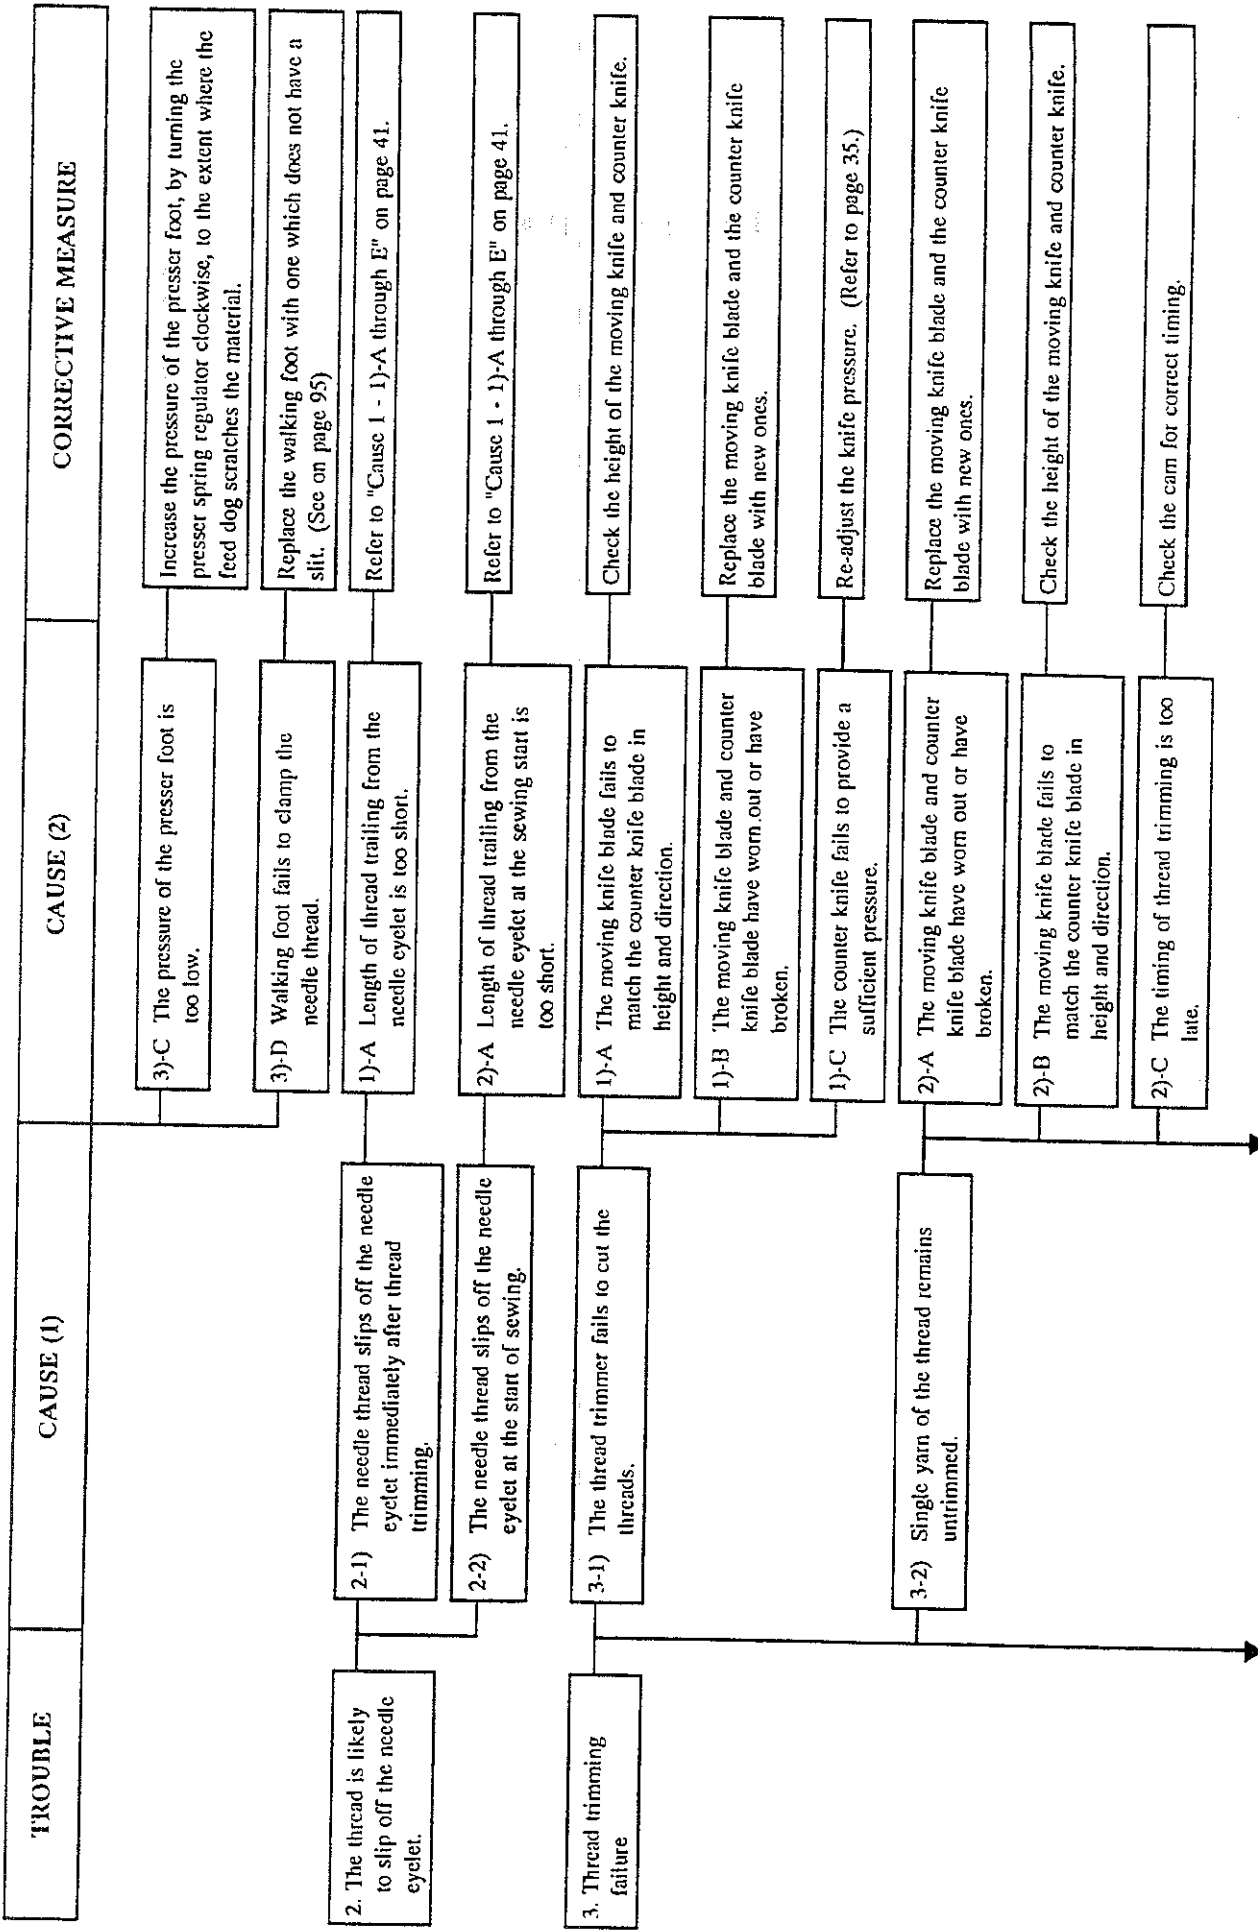 TROUBLE
CAUSE (1)
CAUSE (2)
CORRECTIVE MEASURE
3)-C The pressure of the presser foot is
too low.
Increase the pressure of the presser foot, by turning the
presser spring regulator clockwise, to the extent where the
feed dog scratches the material.
3)-D Walking foot fails to clamp the
needle thread.
Replace the walking foot with one which does not have a
slit. (See on page 95)
2. The thread is likely
to slip off the needle
eyelet.
2-1) The needle thread slips off the needle
eyelet immediately after thread
trimming.
1)-A Length of thread trailing from the
needle eyelet is too short.
Refer to "Cause 1 - 1)-A through E" on page 41.
2-2) The needle thread slips off the needle
eyelet at the start of sewing.
2)-A Length of thread trailing from the
needle eyelet at the sewing start is
too short.
Refer to "Cause 1 - 1)-A through E" on page 41.
3. Thread trimming
failure
3-1) The thread trimmer fails to cut the
threads.
1)-A The moving knife blade fails to
match the counter knife blade in
height and direction.
Check the height of the moving knife and counter knife.
1)-B The moving knife blade and counter
knife blade have worn out or have
broken.
Replace the moving knife blade and the counter knife
blade with new ones.
1)-C The counter knife fails to provide a
sufficient pressure.
Re-adjust the knife pressure. (Refer to page 35.)
3-2) Single yarn of the thread remains
untrimmed.
2)-A The moving knife blade and counter
knife blade have worn out or have
broken.
Replace the moving knife blade and the counter knife
blade with new ones.
2)-B The moving knife blade fails to
match the counter knife blade in
height and direction.
Check the height of the moving knife and counter knife.
2)-C The timing of thread trimming is too
late.
Check the cam for correct timing.